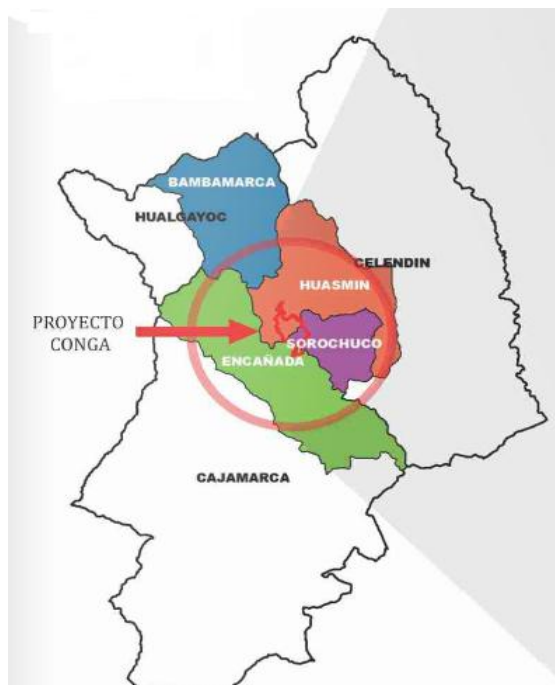 BAMBAMARCA
HUALGAYOC
CELENDIN
HUASMIN
PROYECTO
CONGA
SOROCHUCO
ENCAÑADA
CAJAMARCA